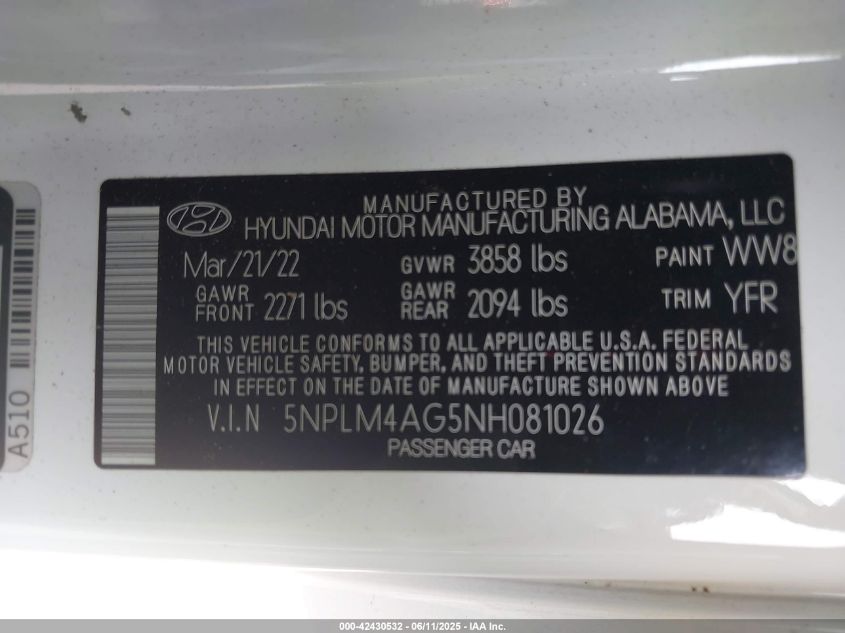 MANUFACTURED BY
HYUNDAI MOTOR MANUFACTURING ALABAMA, LLC
Mar/21/22 GVWR 3858 lbs PAINT WW8
GAWR FRONT 2271 lbs GAWR REAR 2094 lbs TRIM YFR
THIS VEHICLE CONFORMS TO ALL APPLICABLE U.S.A. FEDERAL
MOTOR VEHICLE SAFETY, BUMPER, AND THEFT PREVENTION STANDARDS
IN EFFECT ON THE DATE OF MANUFACTURE SHOWN ABOVE
V.I.N 5NPLM4AG5NH081026
PASSENGER CAR
A510
000-42430532 - 06/11/2025 - IAA Inc.